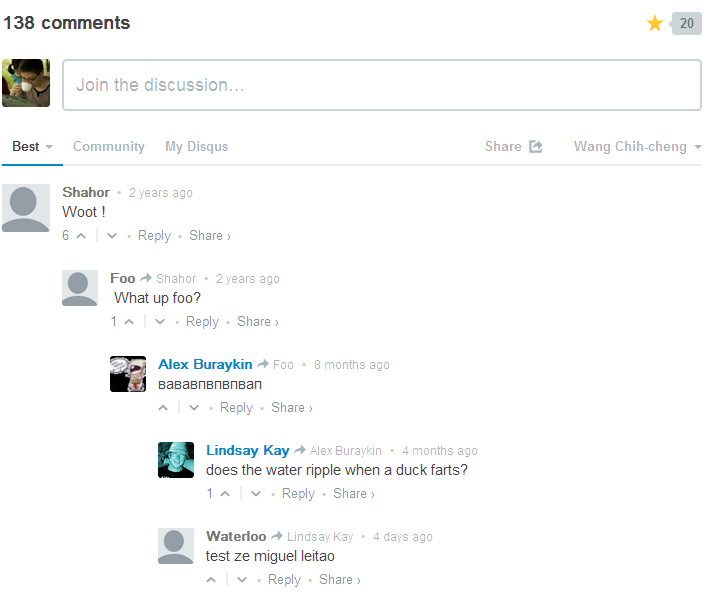 138 comments
20
Join the discussion…
Best Community My Disqus Share Wang Chih-cheng
Shahor • 2 years ago
Woot !
6 • Reply • Share ›
Foo Shahor • 2 years ago
What up foo?
1 • Reply • Share ›
Alex Buraykin Foo • 8 months ago
вававпвпвпвап
• Reply • Share ›
Lindsay Kay Alex Buraykin • 4 months ago
does the water ripple when a duck farts?
1 • Reply • Share ›
Waterloo Lindsay Kay • 4 days ago
test ze miguel leitao
• Reply • Share ›